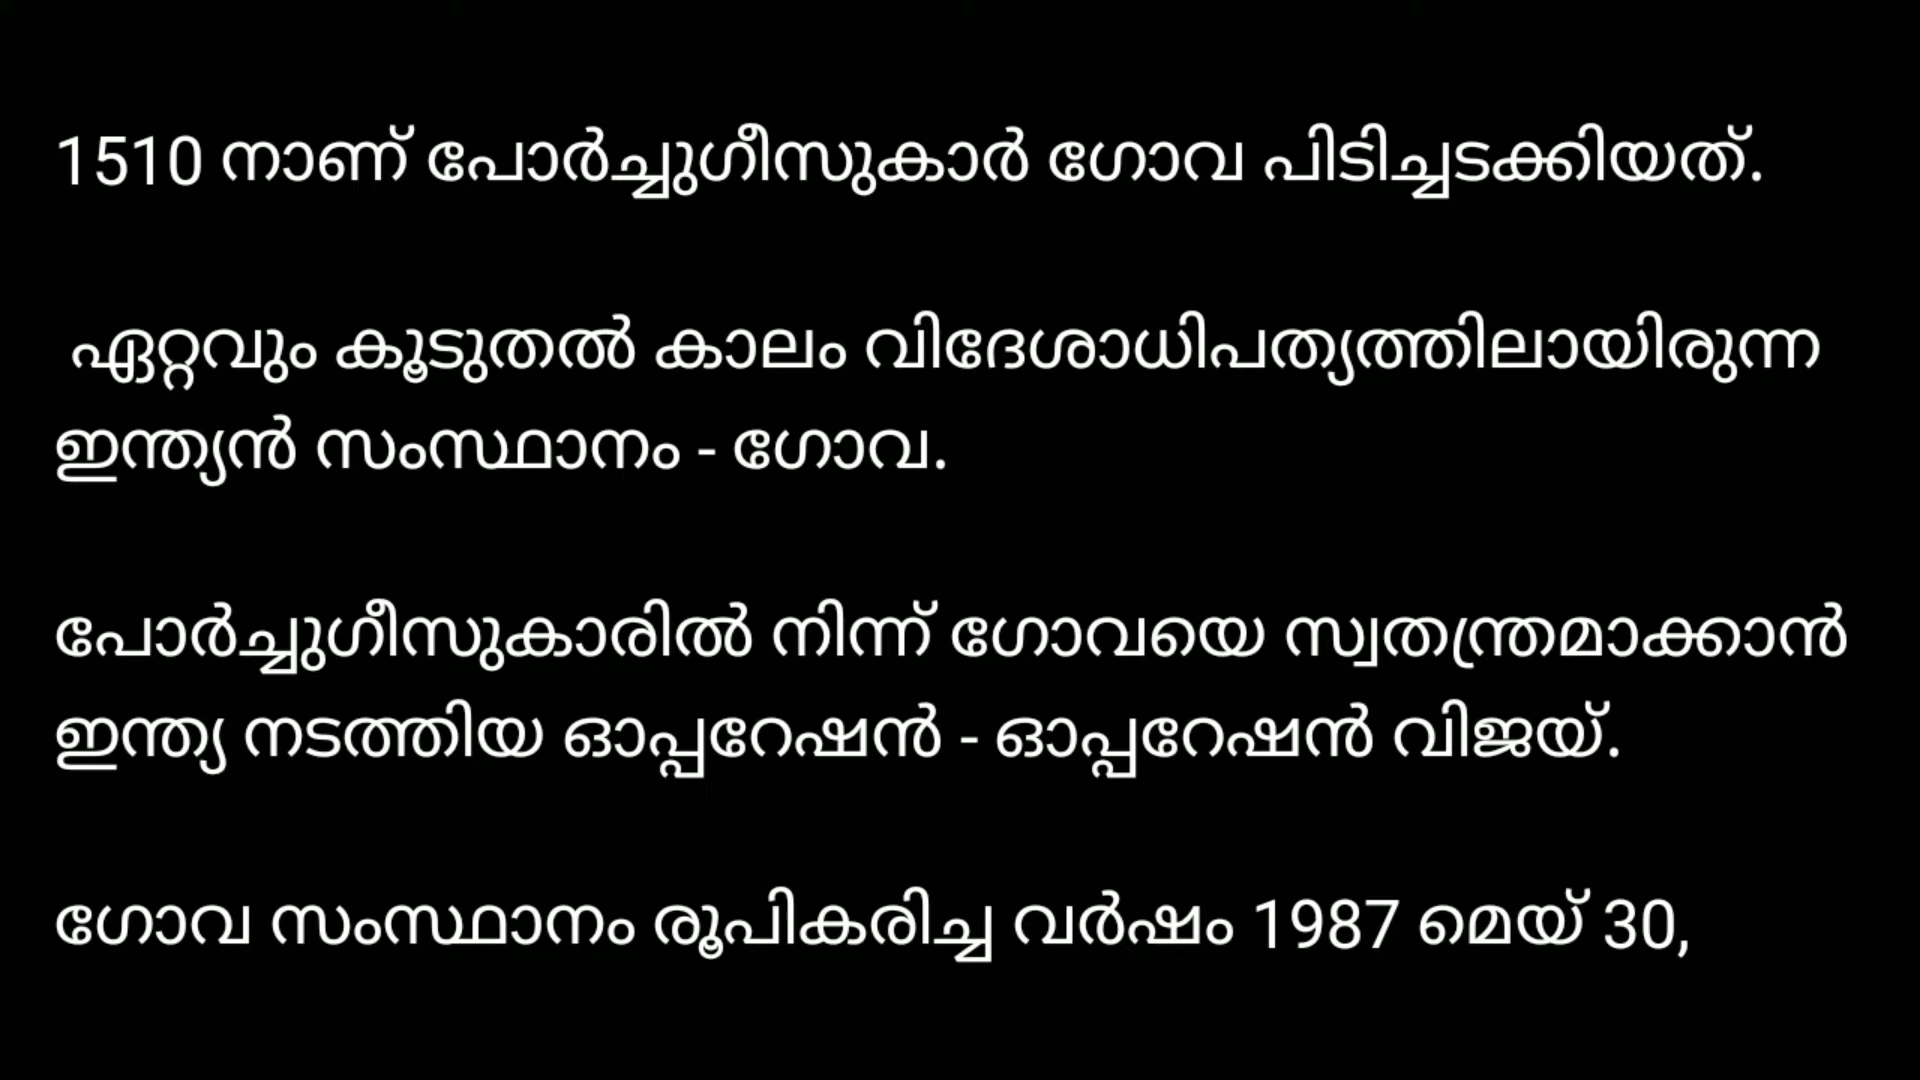 1510 നാണ് പോർച്ചുഗീസുകാർ ഗോവ പിടിച്ചടക്കിയത്.
ഏറ്റവും കൂടുതൽ കാലം വിദേശാധിപത്യത്തിലായിരുന്ന
ഇന്ത്യൻ സംസ്ഥാനം - ഗോവ.
പോർച്ചുഗീസുകാരിൽ നിന്ന് ഗോവയെ സ്വതന്ത്രമാക്കാൻ
ഇന്ത്യ നടത്തിയ ഓപ്പറേഷൻ - ഓപ്പറേഷൻ വിജയ്.
ഗോവ സംസ്ഥാനം രൂപികരിച്ച വർഷം 1987 മെയ് 30,